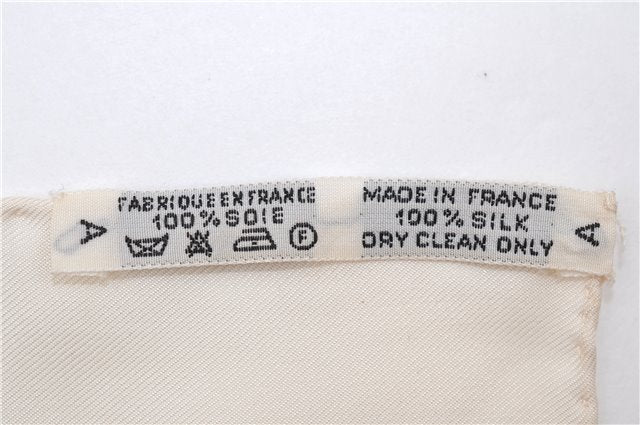 A
FABRIQUE EN FRANCE
100% SOIE
F
MADE IN FRANCE
100% SILK
DRY CLEAN ONLY
A